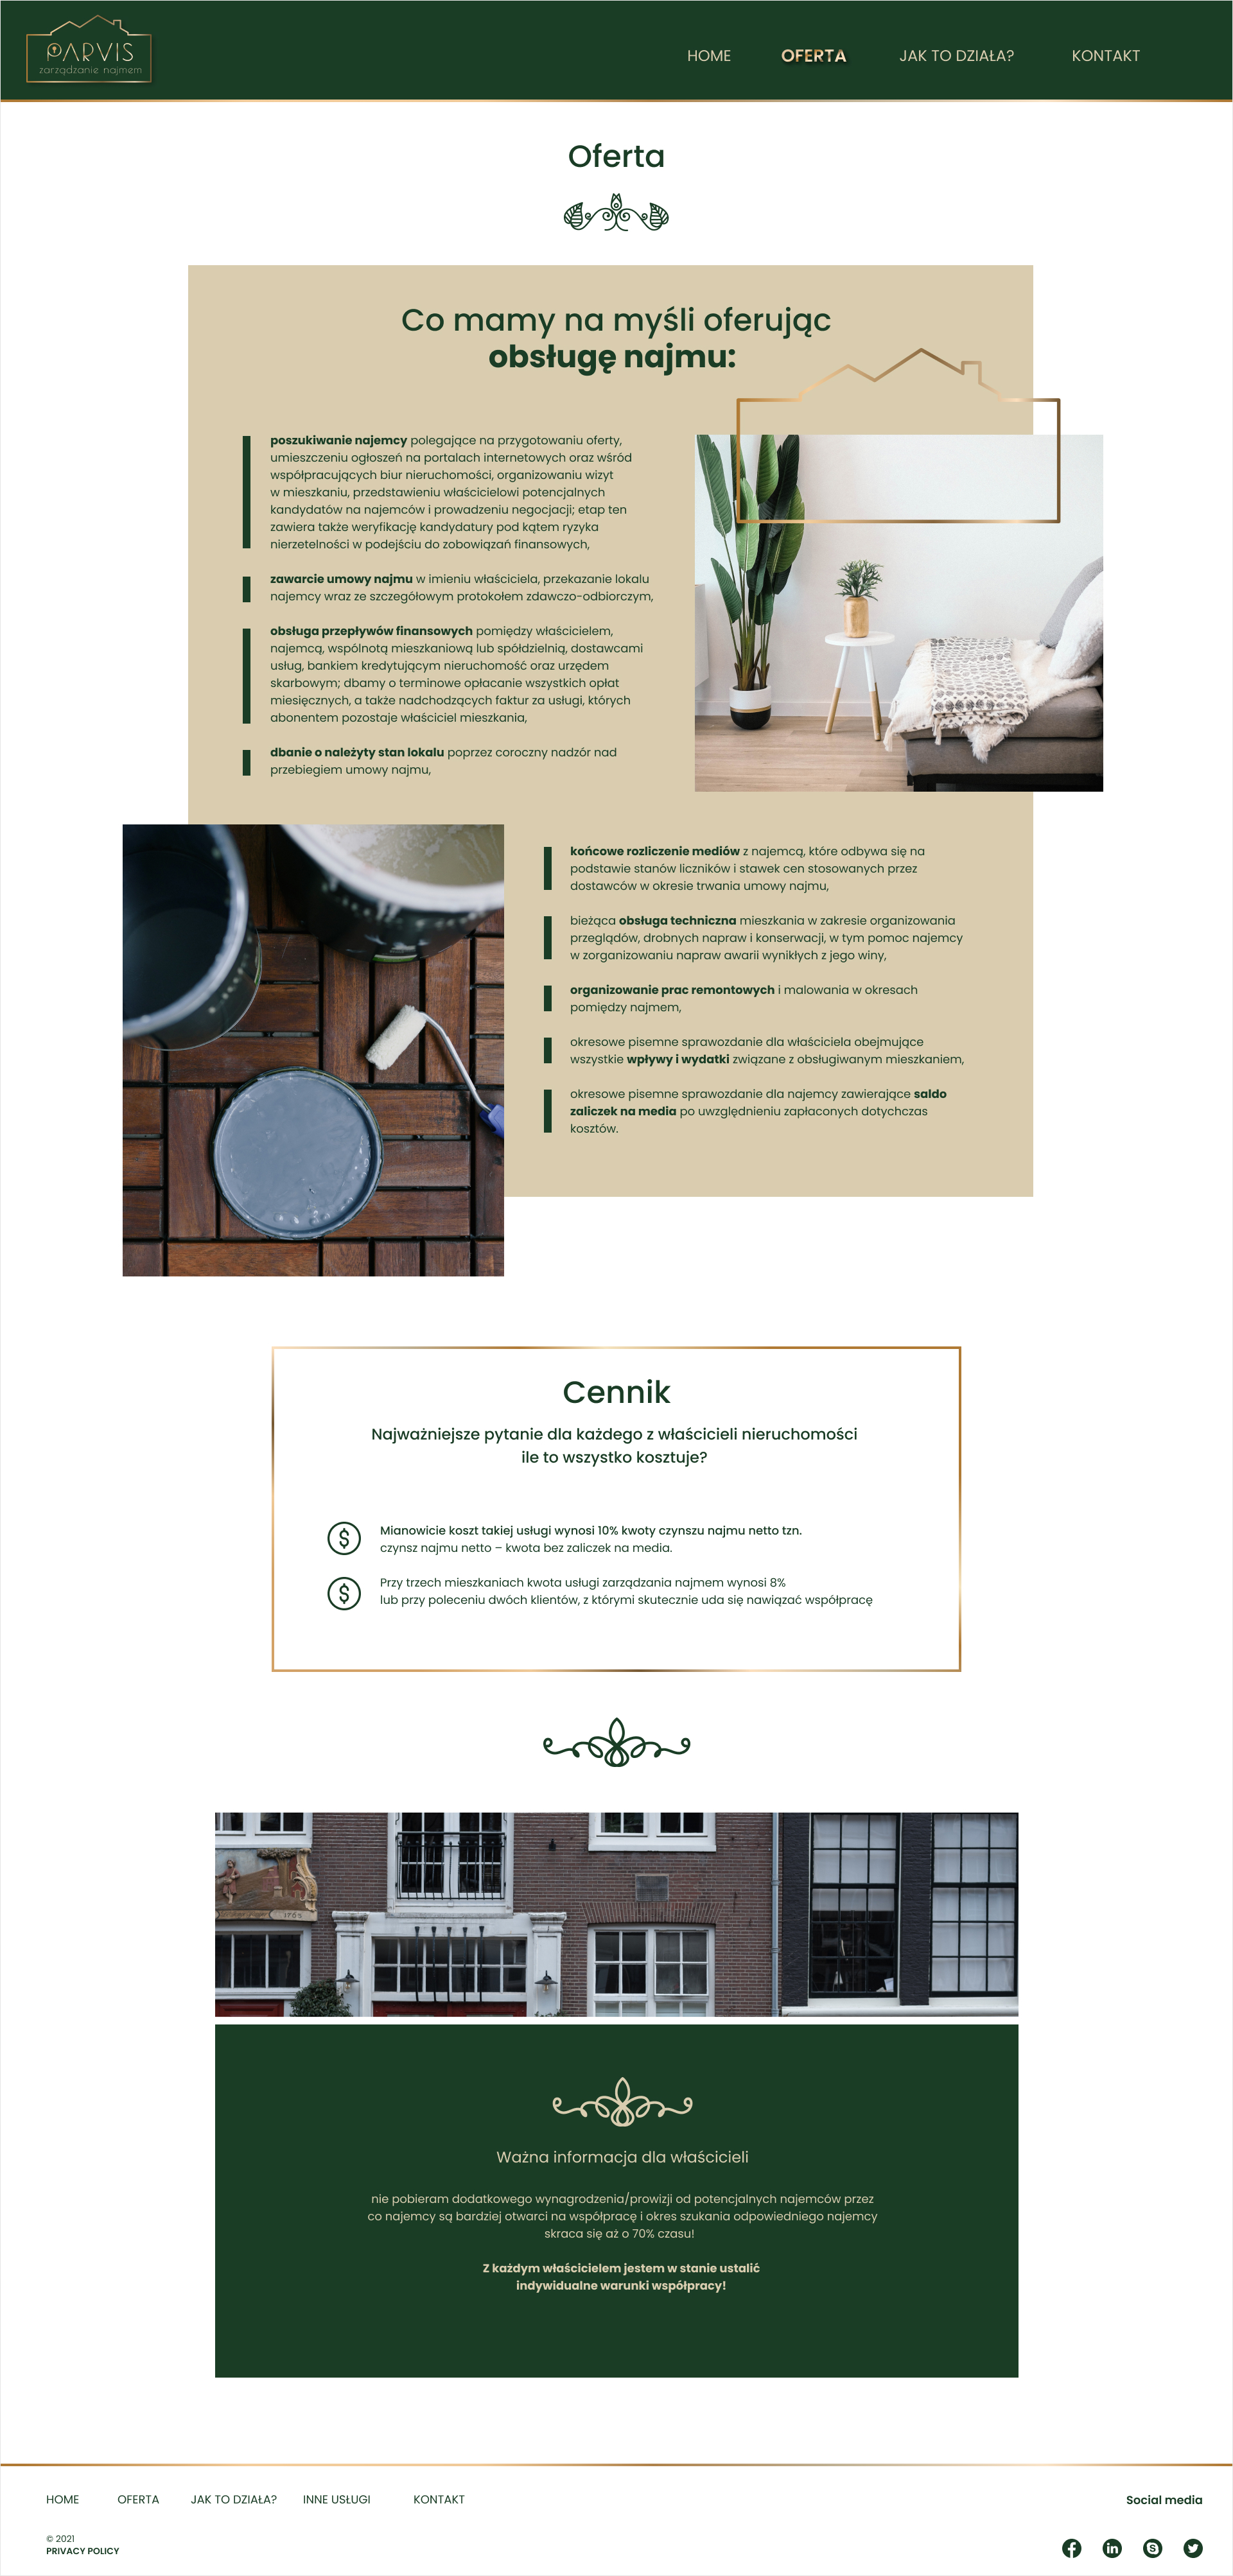 PARVIS
zarządzanie najmem
HOME
OFERTA
JAK TO DZIAŁA?
KONTAKT
Oferta
Co mamy na myśli oferując
obsługę najmu:
poszukiwanie najemcy polegające na przygotowaniu oferty,
umieszczeniu ogłoszeń na portalach internetowych oraz wśród
współpracujących biur nieruchomości, organizowaniu wizyt
w mieszkaniu, przedstawieniu właścicielowi potencjalnych
kandydatów na najemców i prowadzeniu negocjacji; etap ten
zawiera także weryfikację kandydatury pod kątem ryzyka
nierzetelności w podejściu do zobowiązań finansowych,
zawarcie umowy najmu w imieniu właściciela, przekazanie lokalu
najemcy wraz ze szczegółowym protokołem zdawczo-odbiorczym,
obsługa przepływów finansowych pomiędzy właścicielem,
najemcą, wspólnotą mieszkaniową lub spółdzielnią, dostawcami
usług, bankiem kredytującym nieruchomość oraz urzędem
skarbowym; dbamy o terminowe opłacanie wszystkich opłat
miesięcznych, a także nadchodzących faktur za usługi, których
abonentem pozostaje właściciel mieszkania,
dbanie o należyty stan lokalu poprzez coroczny nadzór nad
przebiegiem umowy najmu,
końcowe rozliczenie mediów z najemcą, które odbywa się na
podstawie stanów liczników i stawek cen stosowanych przez
dostawców w okresie trwania umowy najmu,
bieżąca obsługa techniczna mieszkania w zakresie organizowania
przeglądów, drobnych napraw i konserwacji, w tym pomoc najemcy
w zorganizowaniu napraw awarii wynikłych z jego winy,
organizowanie prac remontowych i malowania w okresach
pomiędzy najmem,
okresowe pisemne sprawozdanie dla właściciela obejmujące
wszystkie wpływy i wydatki związane z obsługiwanym mieszkaniem,
okresowe pisemne sprawozdanie dla najemcy zawierające saldo
zaliczek na media po uwzględnieniu zapłaconych dotychczas
kosztów.
Cennik
Najważniejsze pytanie dla każdego z właścicieli nieruchomości
ile to wszystko kosztuje?
$
Mianowicie koszt takiej usługi wynosi 10% kwoty czynszu najmu netto tzn.
czynsz najmu netto – kwota bez zaliczek na media.
$
Przy trzech mieszkaniach kwota usługi zarządzania najmem wynosi 8%
lub przy poleceniu dwóch klientów, z którymi skutecznie uda się nawiązać współpracę
Ważna informacja dla właścicieli
nie pobieram dodatkowego wynagrodzenia/prowizji od potencjalnych najemców przez
co najemcy są bardziej otwarci na współpracę i okres szukania odpowiedniego najemcy
skraca się aż o 70% czasu!
Z każdym właścicielem jestem w stanie ustalić
indywidualne warunki współpracy!
HOME
OFERTA
JAK TO DZIAŁA?
INNE USŁUGI
KONTAKT
Social media
© 2021
PRIVACY POLICY